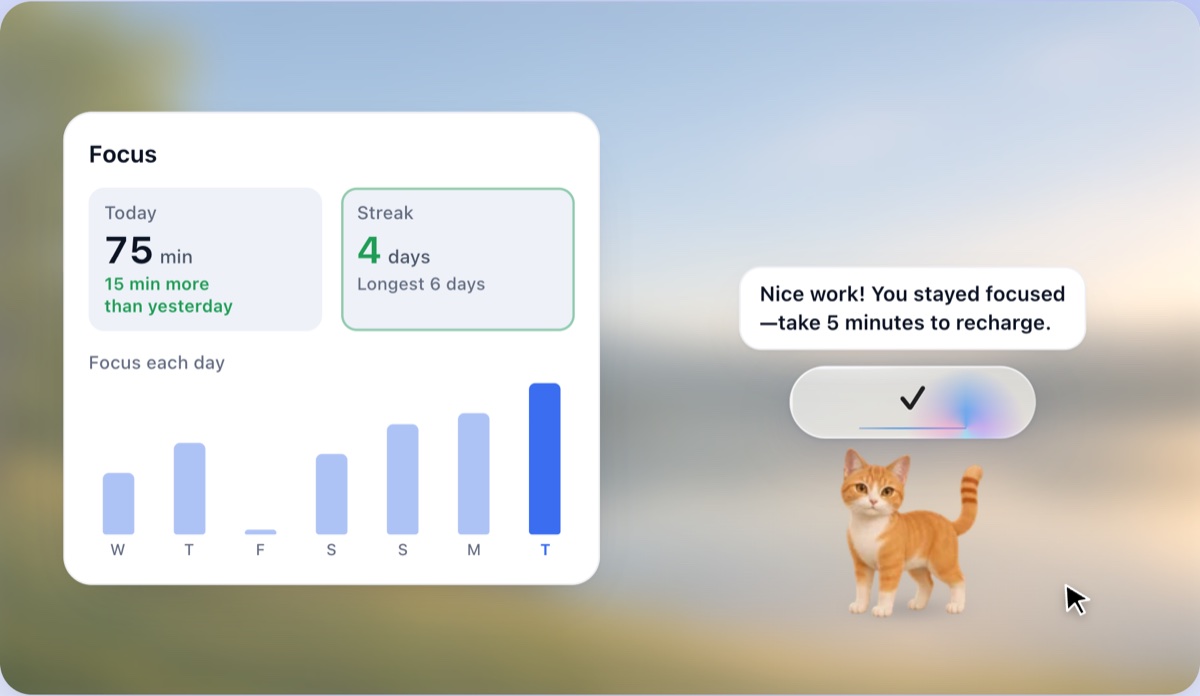 Focus
Today
75 min
15 min more
than yesterday
Streak
4 days
Longest 6 days
Focus each day
W T F S S M T
Nice work! You stayed focused
—take 5 minutes to recharge.